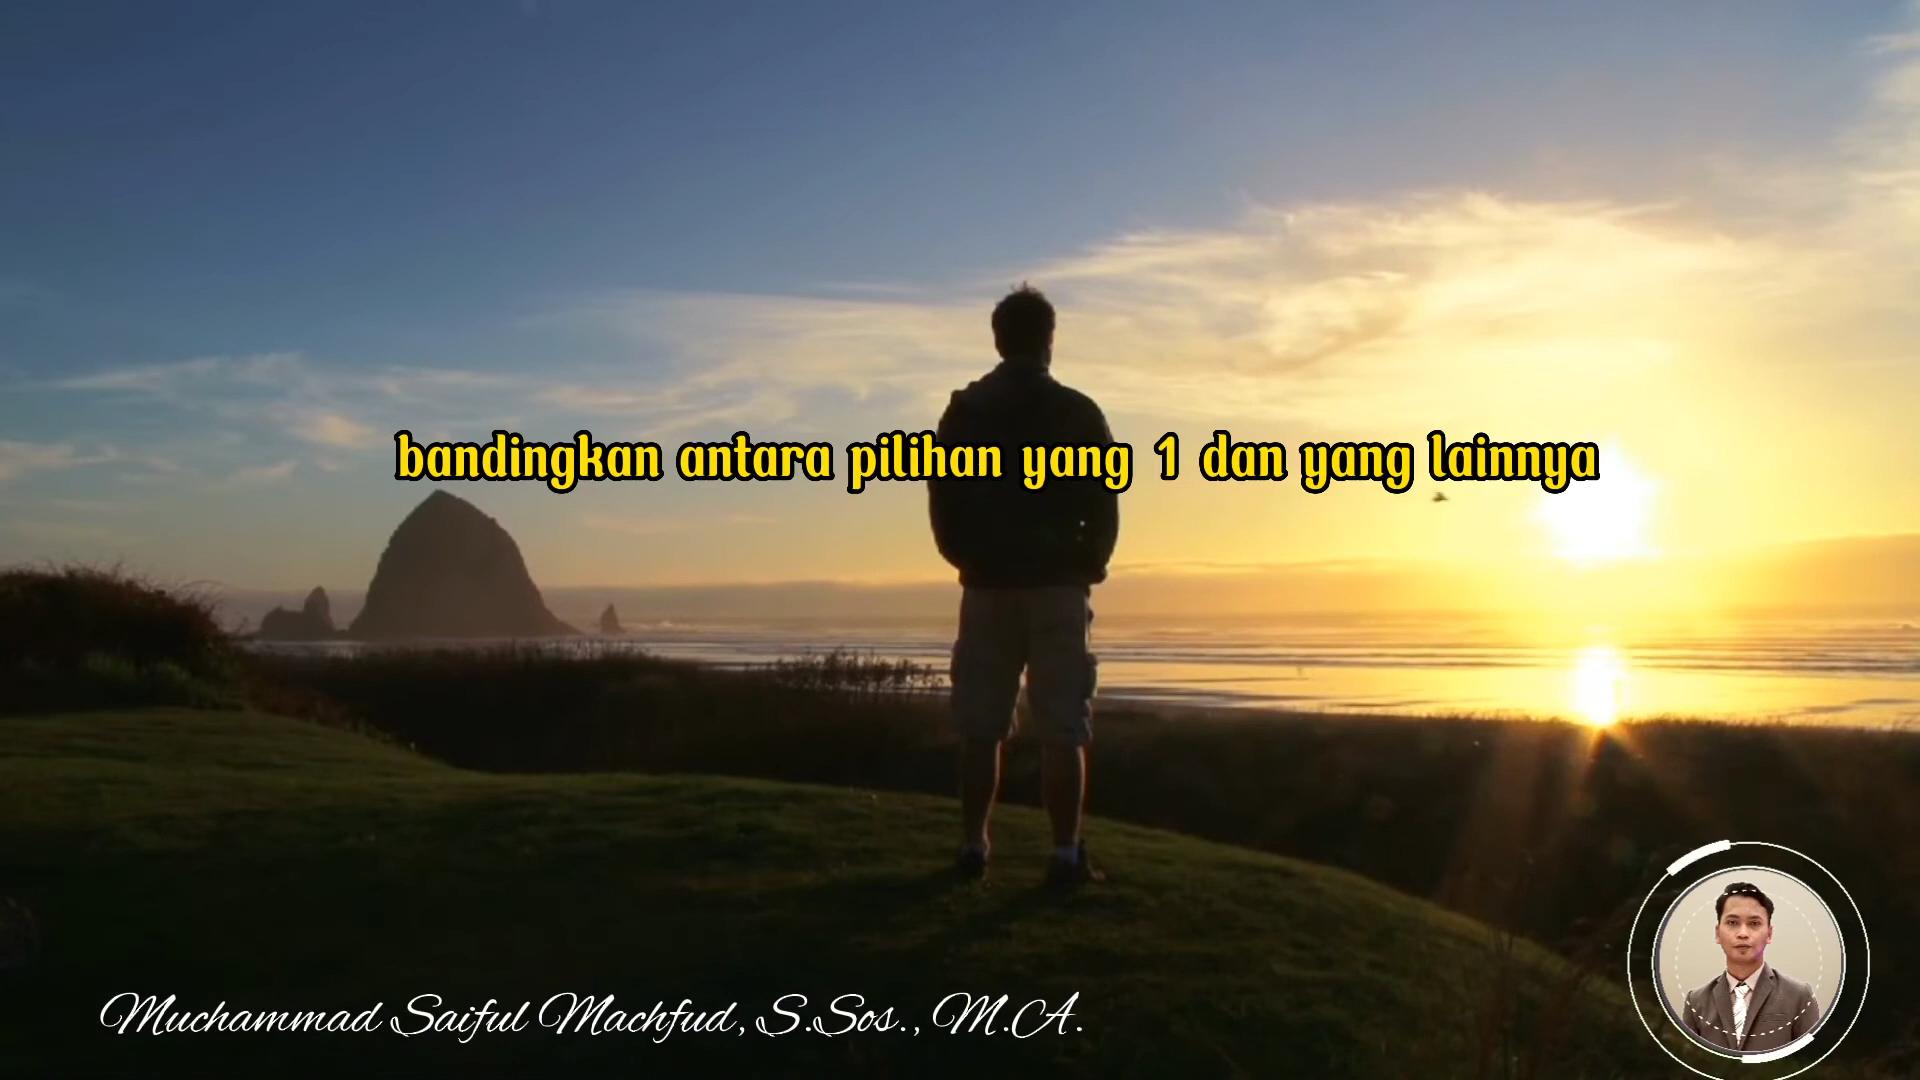 bandingkan antara pilihan yang 1 dan yang lainnya
Muchammad Saiful Machfud, S.Sos., M.A.